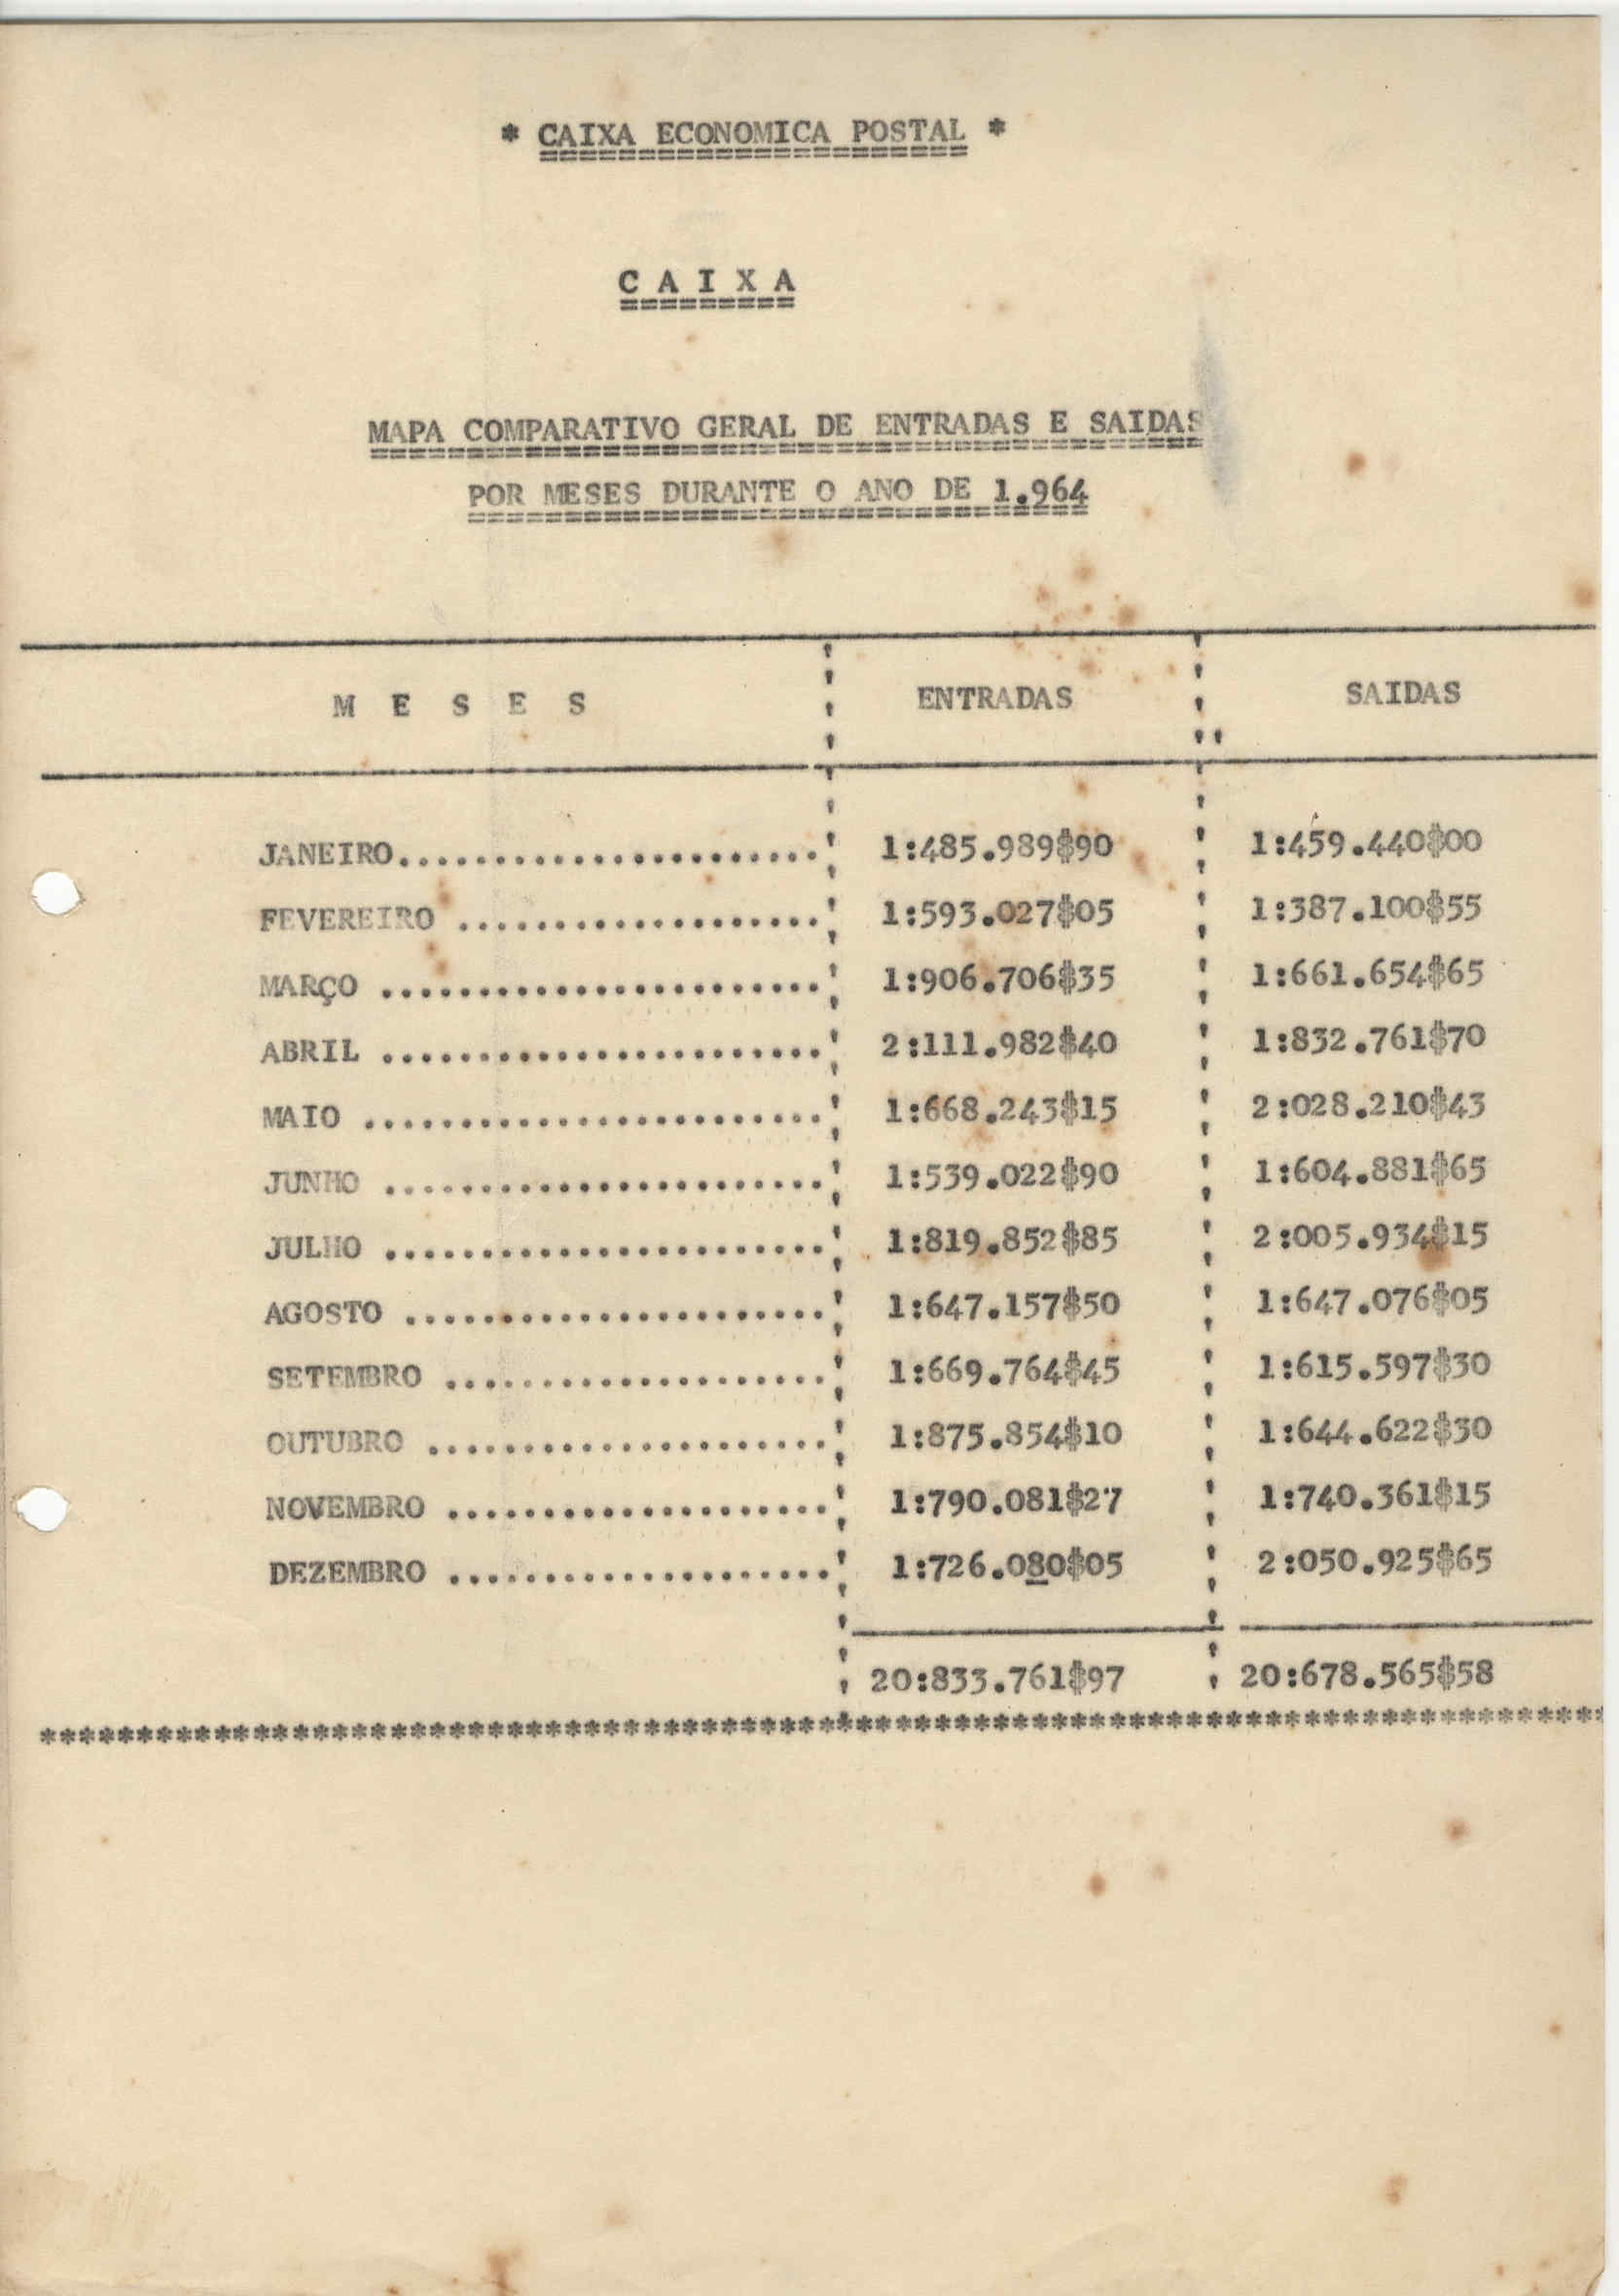 * CAIXA ECONOMICA POSTAL *
C A I X A
MAPA COMPARATIVO GERAL DE ENTRADAS E SAIDAS
POR MESES DURANTE O ANO DE 1.964
M E S E S ENTRADAS SAIDAS
JANEIRO...................... 1:485.989$90 1:459.440$00
FEVEREIRO ................... 1:593.027$05 1:387.100$55
MARÇO ....................... 1:906.706$35 1:661.654$65
ABRIL ....................... 2:111.982$40 1:832.761$70
MAIO ........................ 1:668.243$15 2:028.210$43
JUNHO ....................... 1:539.022$90 1:604.881$65
JULHO ....................... 1:819.852$85 2:005.934$15
AGOSTO ...................... 1:647.157$50 1:647.076$05
SETEMBRO .................... 1:669.764$45 1:615.597$30
OUTUBRO ..................... 1:875.854$10 1:644.622$30
NOVEMBRO .................... 1:790.081$27 1:740.361$15
DEZEMBRO .................... 1:726.080$05 2:050.925$65
20:833.761$97 20:678.565$58
********************************************************************************